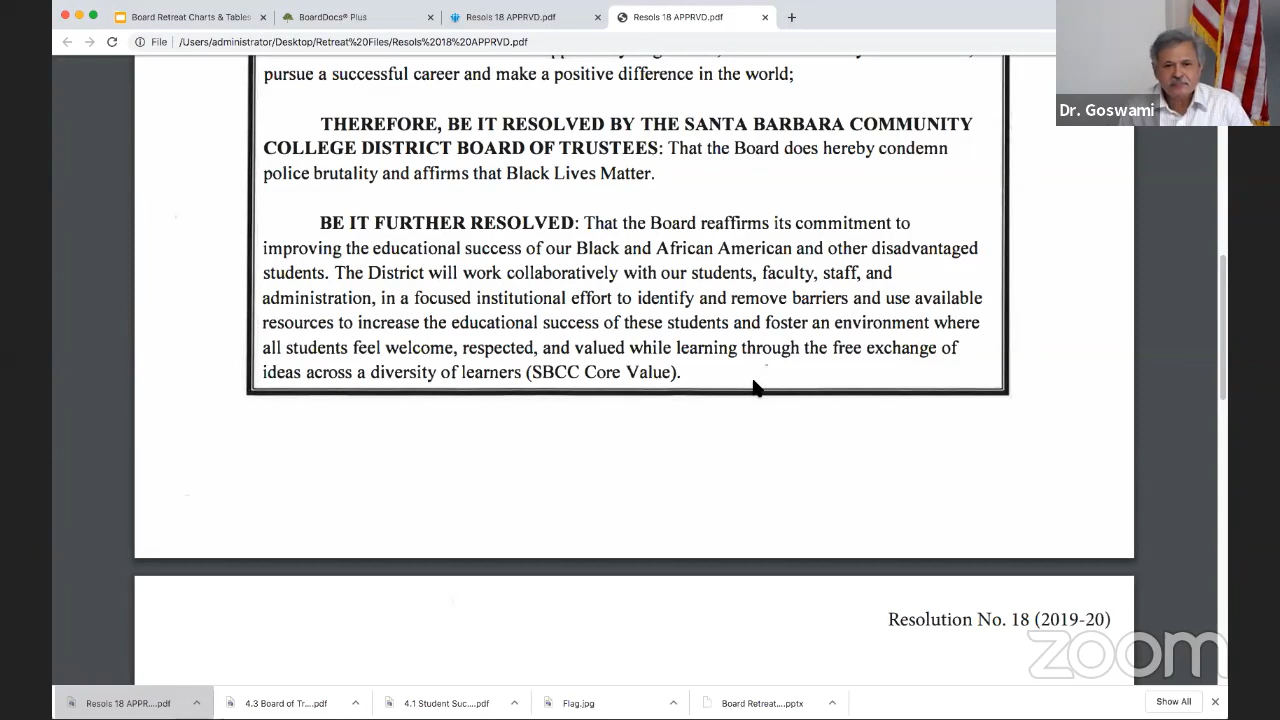 Board Retreat Charts & Tables
BoardDocs® Plus
Resols 18 APPRVD.pdf
Resols 18 APPRVD.pdf
File
/Users/administrator/Desktop/Retreat%20Files/Resols%2018%20APPRVD.pdf
Dr. Goswami
pursue a successful career and make a positive difference in the world;
THEREFORE, BE IT RESOLVED BY THE SANTA BARBARA COMMUNITY
COLLEGE DISTRICT BOARD OF TRUSTEES: That the Board does hereby condemn
police brutality and affirms that Black Lives Matter.
BE IT FURTHER RESOLVED: That the Board reaffirms its commitment to
improving the educational success of our Black and African American and other disadvantaged
students. The District will work collaboratively with our students, faculty, staff, and
administration, in a focused institutional effort to identify and remove barriers and use available
resources to increase the educational success of these students and foster an environment where
all students feel welcome, respected, and valued while learning through the free exchange of
ideas across a diversity of learners (SBCC Core Value).
Resolution No. 18 (2019-20)
zoom
Resols 18 APPR....pdf
4.3 Board of Tr....pdf
4.1 Student Suc....pdf
Flag.jpg
Board Retreat....pptx
Show All